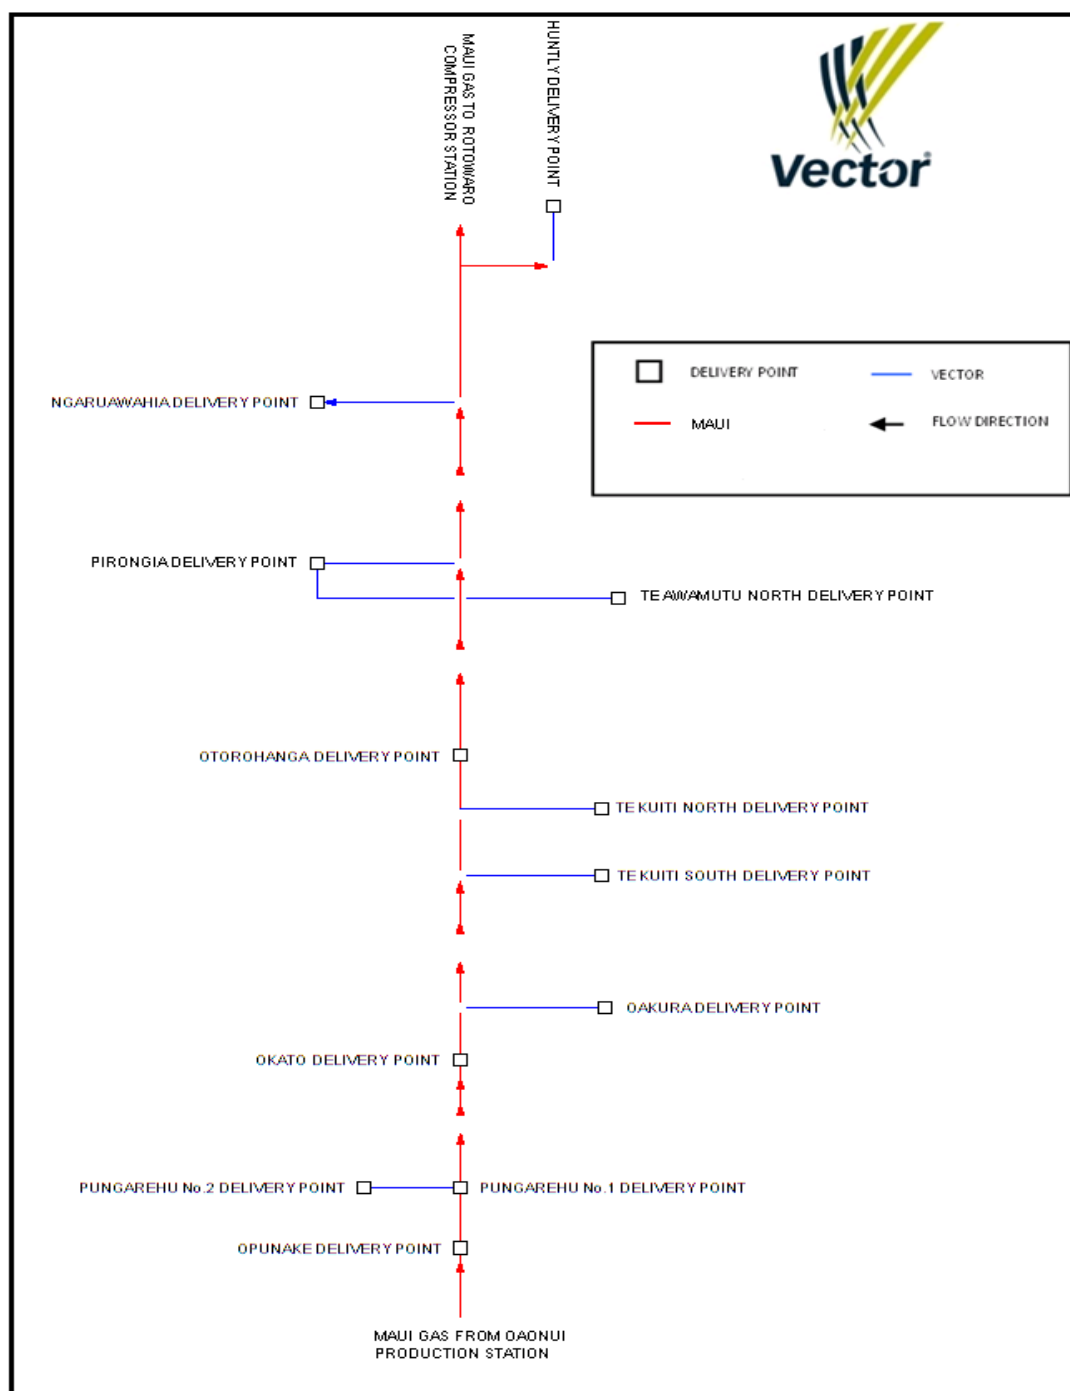 MAUI GAS TO ROTOWARO
COMPRESSOR STATION
HUNTLY DELIVERY POINT
Vector®
DELIVERY POINT
VECTOR
MAUI
FLOW DIRECTION
NGARUAWAHIA DELIVERY POINT
PIRONGIA DELIVERY POINT
TE AWAMUTU NORTH DELIVERY POINT
OTOROHANGA DELIVERY POINT
TE KUITI NORTH DELIVERY POINT
TE KUITI SOUTH DELIVERY POINT
OAKURA DELIVERY POINT
OKATO DELIVERY POINT
PUNGAREHU No.2 DELIVERY POINT
PUNGAREHU No.1 DELIVERY POINT
OPUNAKE DELIVERY POINT
MAUI GAS FROM OAONUI
PRODUCTION STATION